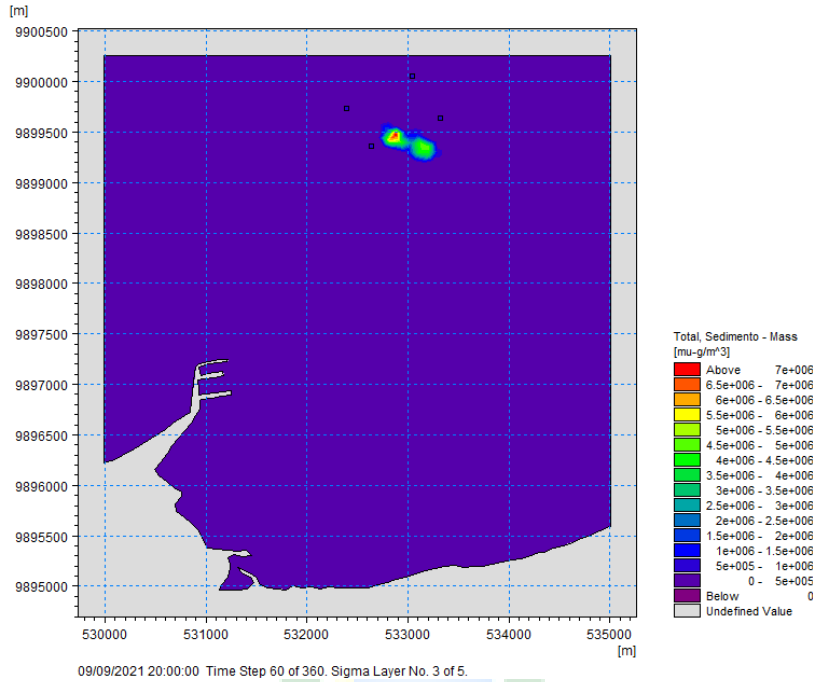 [m]
9900500
9900000
9899500
9899000
9898500
9898000
9897500
9897000
9896500
9896000
9895500
9895000
530000 531000 532000 533000 534000 535000
[m]
09/09/2021 20:00:00 Time Step 60 of 360. Sigma Layer No. 3 of 5.
Total, Sedimento - Mass
[mu-g/m^3]
Above 7e+006
6.5e+006 - 7e+006
6e+006 - 6.5e+006
5.5e+006 - 6e+006
5e+006 - 5.5e+006
4.5e+006 - 5e+006
4e+006 - 4.5e+006
3.5e+006 - 4e+006
3e+006 - 3.5e+006
2.5e+006 - 3e+006
2e+006 - 2.5e+006
1.5e+006 - 2e+006
1e+006 - 1.5e+006
5e+005 - 1e+006
0 - 5e+005
Below 0
Undefined Value